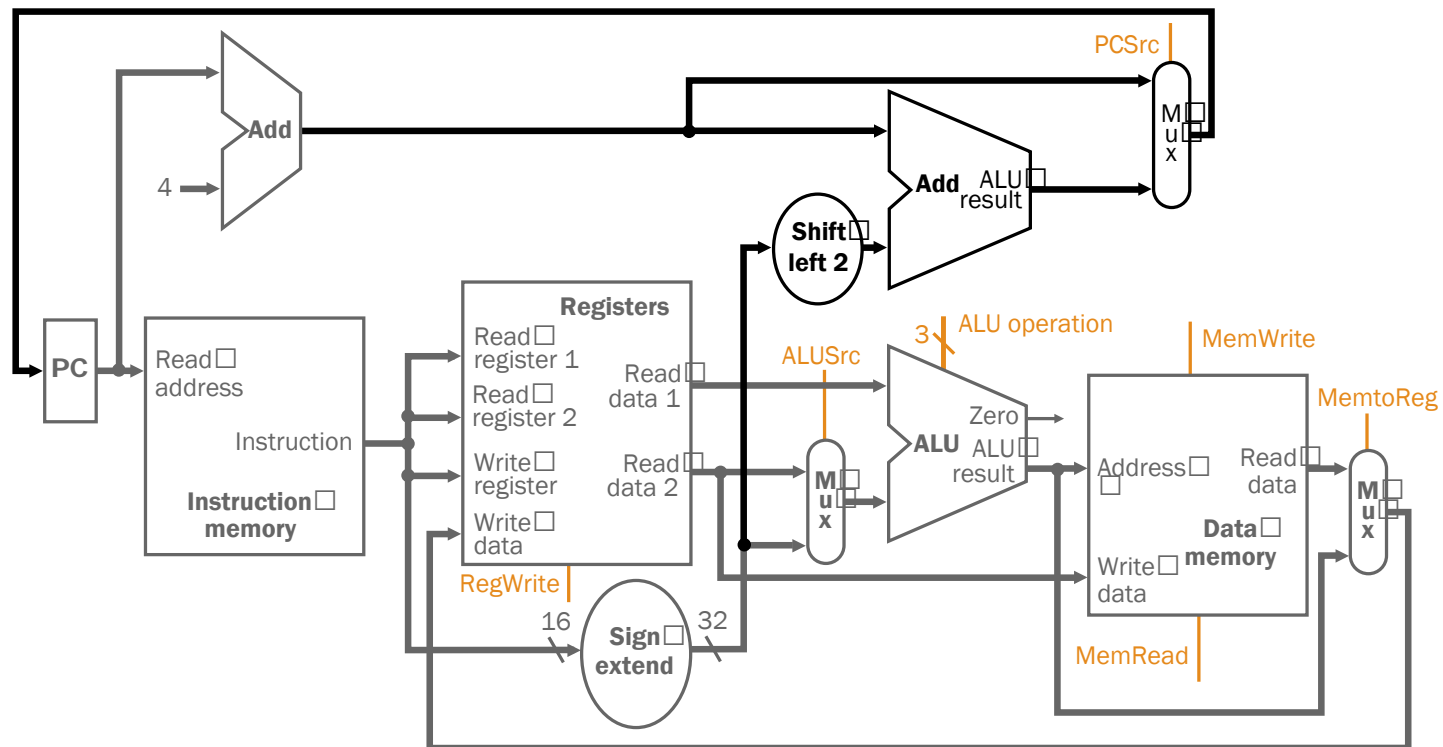 PCSrc
Add
4
M
u
x
Add
ALU
result
Shift
left 2
PC
Read
address
Instruction
Instruction
memory
Registers
Read
register 1
Read
register 2
Write
register
Write
data
Read
data 1
Read
data 2
RegWrite
16
Sign
extend
32
ALUSrc
M
u
x
3
ALU operation
Zero
ALU
ALU
result
MemWrite
Address
Read
data
Data
memory
Write
data
MemRead
MemtoReg
M
u
x